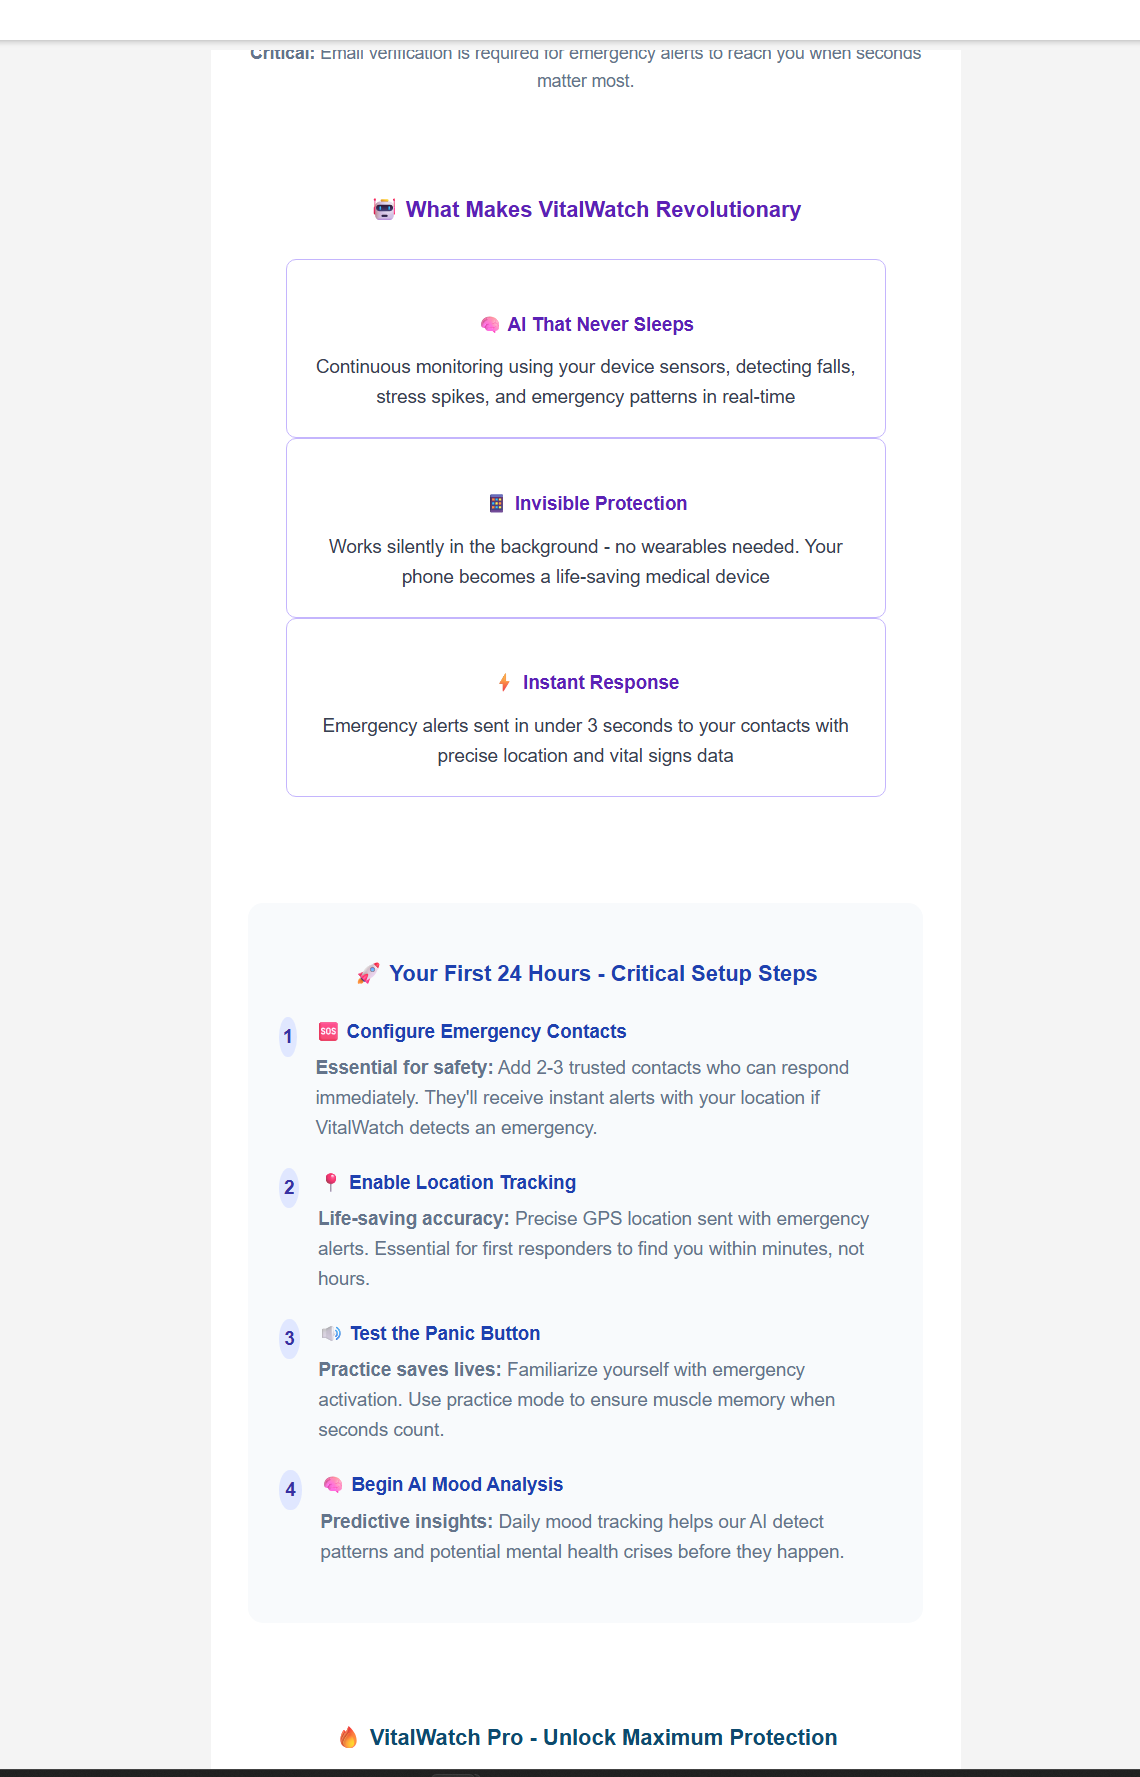 Critical: Email verification is required for emergency alerts to reach you when seconds
matter most.
What Makes VitalWatch Revolutionary
AI That Never Sleeps
Continuous monitoring using your device sensors, detecting falls,
stress spikes, and emergency patterns in real-time
Invisible Protection
Works silently in the background - no wearables needed. Your
phone becomes a life-saving medical device
Instant Response
Emergency alerts sent in under 3 seconds to your contacts with
precise location and vital signs data
Your First 24 Hours - Critical Setup Steps
1
SOS Configure Emergency Contacts
Essential for safety: Add 2-3 trusted contacts who can respond
immediately. They'll receive instant alerts with your location if
VitalWatch detects an emergency.
2
Enable Location Tracking
Life-saving accuracy: Precise GPS location sent with emergency
alerts. Essential for first responders to find you within minutes, not
hours.
3
Test the Panic Button
Practice saves lives: Familiarize yourself with emergency
activation. Use practice mode to ensure muscle memory when
seconds count.
4
Begin AI Mood Analysis
Predictive insights: Daily mood tracking helps our AI detect
patterns and potential mental health crises before they happen.
VitalWatch Pro - Unlock Maximum Protection